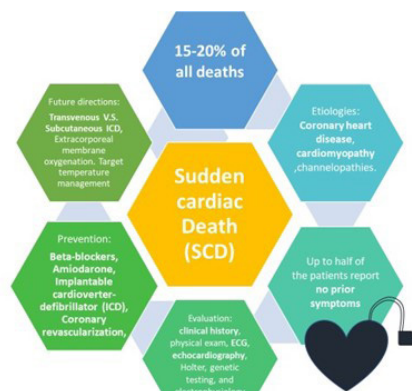 15-20% of
all deaths
Future directions:
Transvenous V.S.
Subcutaneous ICD,
Extracorporeal
membrane
oxygenation. Target
temperature
management
Etiologies:
Coronary heart
disease,
cardiomyopathy
,channelopathies.
Sudden
cardiac
Death
(SCD)
Prevention:
Beta-blockers,
Amiodarone,
Implantable
cardioverter-
defibrillator (ICD),
Coronary
revascularization,
Up to half of
the patients report
no prior
symptoms
Evaluation:
clinical history,
physical exam, ECG,
echocardiography,
Holter, genetic
testing, and